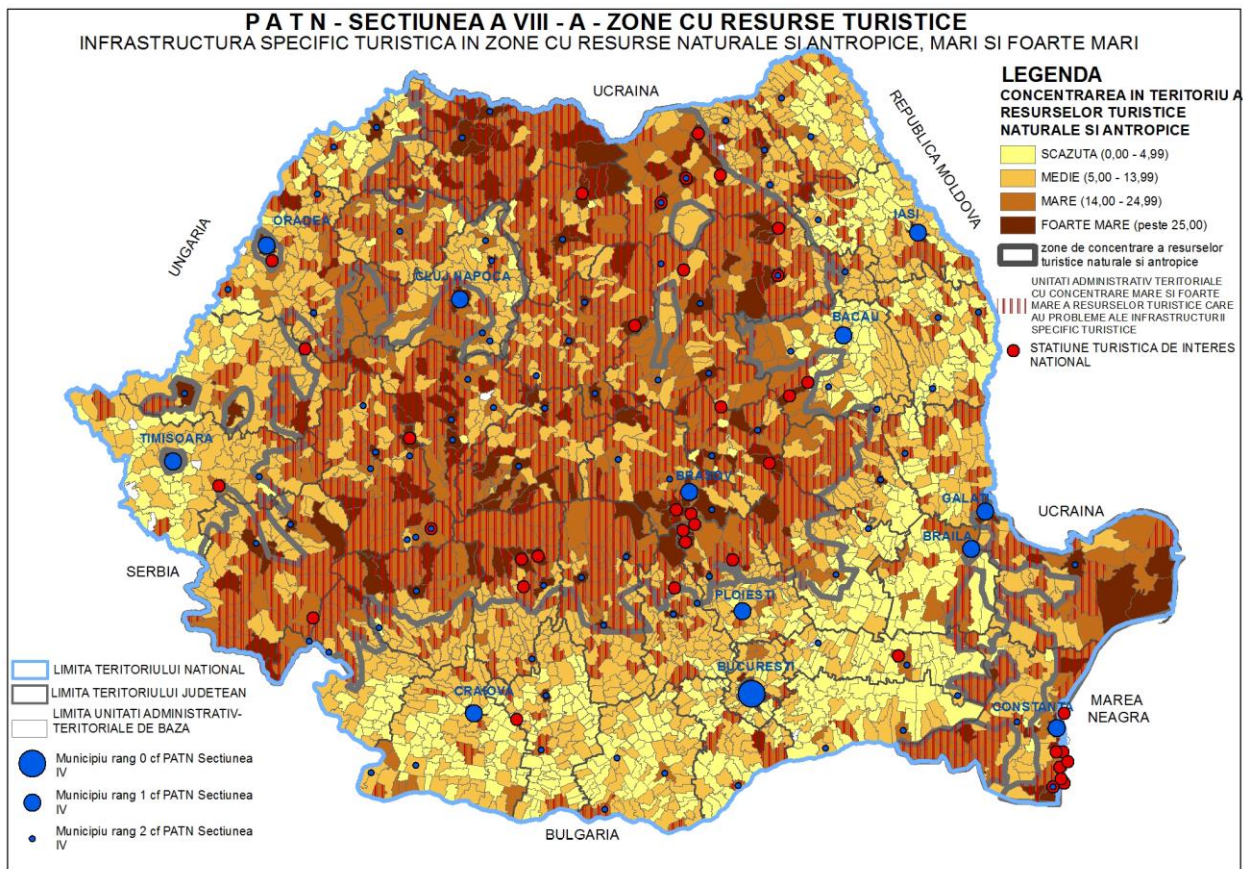 P A T N - SECTIUNEA A VIII - A - ZONE CU RESURSE TURISTICE
INFRASTRUCTURA SPECIFIC TURISTICA IN ZONE CU RESURSE NATURALE SI ANTROPICE, MARI SI FOARTE MARI
LEGENDA
CONCENTRAREA IN TERITORIU A
RESURSELOR TURISTICE
NATURALE SI ANTROPICE
SCAZUTA (0,00 - 4,99)
MEDIE (5,00 - 13,99)
MARE (14,00 - 24,99)
FOARTE MARE (peste 25,00)
zone de concentrare a resurselor
turistice naturale si antropice
UNITATI ADMINISTRATIV TERITORIALE
CU CONCENTRARE MARE SI FOARTE
MARE A RESURSELOR TURISTICE CARE
AU PROBLEME ALE INFRASTRUCTURII
SPECIFIC TURISTICE
STATIUNE TURISTICA DE INTERES
NATIONAL
UCRAINA
REPUBLICA MOLDOVA
UNGARIA
ORADEA
IASI
CLUJ NAPOCA
BACAU
TIMISOARA
BRASOV
GALATI
UCRAINA
BRAILA
SERBIA
PLOIESTI
BUCURESTI
CRAIOVA
CONSTANTA
MAREA
NEAGRA
BULGARIA
LIMITA TERITORIULUI NATIONAL
LIMITA TERITORIULUI JUDETEAN
LIMITA UNITATI ADMINISTRATIV-
TERITORIALE DE BAZA
Municipiu rang 0 cf PATN Sectiunea
IV
Municipiu rang 1 cf PATN Sectiunea
IV
Municipiu rang 2 cf PATN Sectiunea
IV